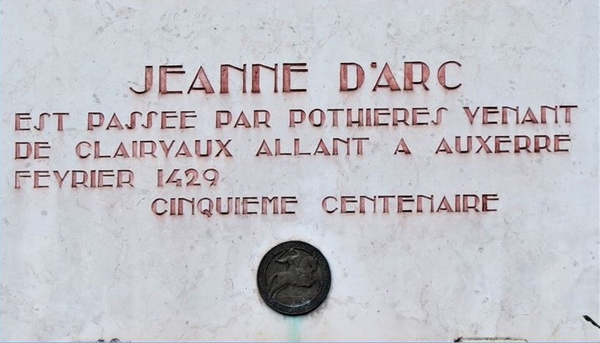 JEANNE D'ARC
EST PASSEE PAR POTHIERES VENANT
DE CLAIRVAUX ALLANT A AUXERRE
FEVRIER 1429
CINQUIEME CENTENAIRE